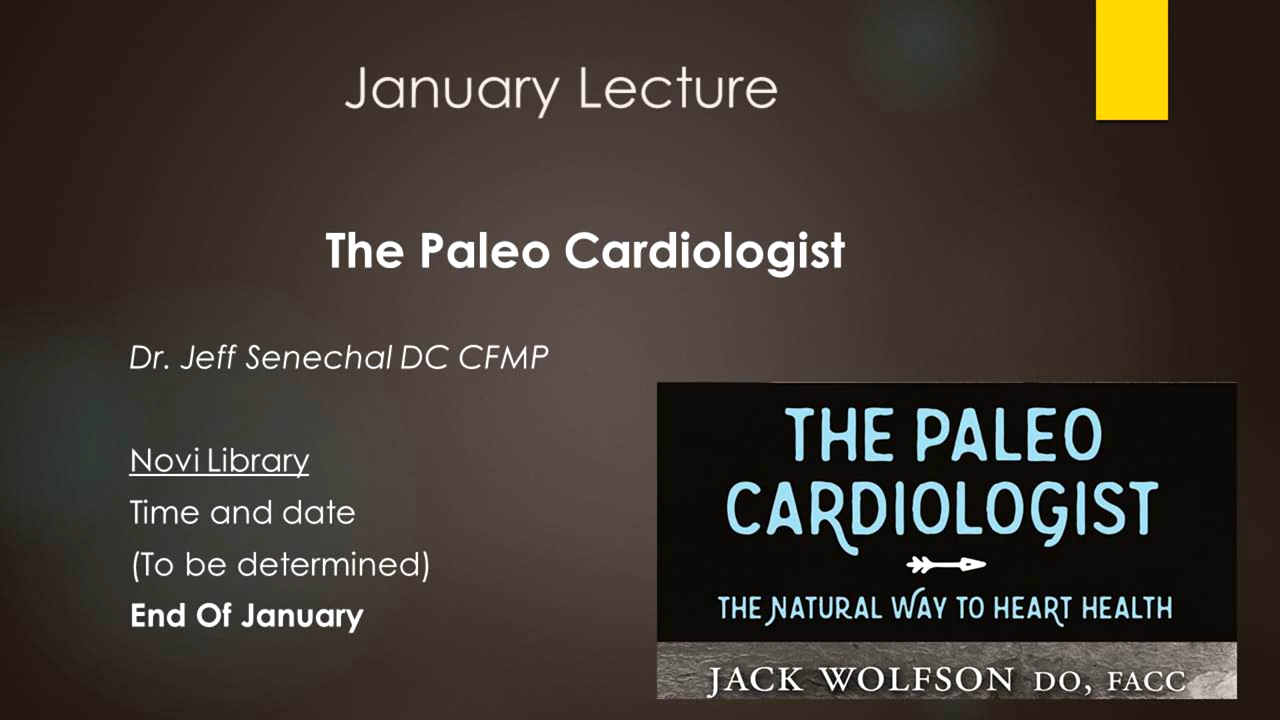 January Lecture
The Paleo Cardiologist
Dr. Jeff Senechal DC CFMP
Novi Library
Time and date
(To be determined)
End Of January
THE PALEO
CARDIOLOGIST
THE NATURAL WAY TO HEART HEALTH
JACK WOLFSON DO, FACC